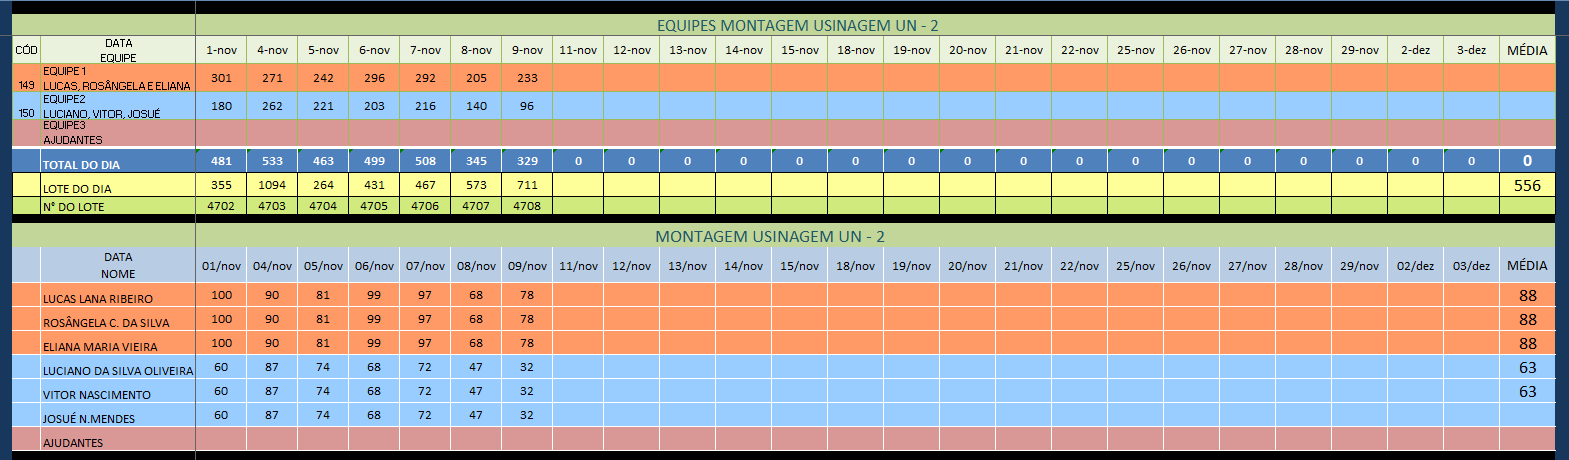 EQUIPES MONTAGEM USINAGEM UN - 2
CÓD DATA EQUIPE 1-nov 4-nov 5-nov 6-nov 7-nov 8-nov 9-nov 11-nov 12-nov 13-nov 14-nov 15-nov 18-nov 19-nov 20-nov 21-nov 22-nov 25-nov 26-nov 27-nov 28-nov 29-nov 2-dez 3-dez MÉDIA
149 EQUIPE 1 LUCAS, ROSÂNGELA E ELIANA 301 271 242 296 292 205 233
150 EQUIPE2 LUCIANO, VITOR, JOSUÉ 180 262 221 203 216 140 96
EQUIPE3 AJUDANTES
TOTAL DO DIA 481 533 463 499 508 345 329 0 0 0 0 0 0 0 0 0 0 0 0 0 0 0 0 0 0
LOTE DO DIA 355 1094 264 431 467 573 711 556
N° DO LOTE 4702 4703 4704 4705 4706 4707 4708
MONTAGEM USINAGEM UN - 2
DATA NOME 01/nov 04/nov 05/nov 06/nov 07/nov 08/nov 09/nov 11/nov 12/nov 13/nov 14/nov 15/nov 18/nov 19/nov 20/nov 21/nov 22/nov 25/nov 26/nov 27/nov 28/nov 29/nov 02/dez 03/dez MÉDIA
LUCAS LANA RIBEIRO 100 90 81 99 97 68 78 88
ROSÂNGELA C. DA SILVA 100 90 81 99 97 68 78 88
ELIANA MARIA VIEIRA 100 90 81 99 97 68 78 88
LUCIANO DA SILVA OLIVEIRA 60 87 74 68 72 47 32 63
VITOR NASCIMENTO 60 87 74 68 72 47 32 63
JOSUÉ N.MENDES 60 87 74 68 72 47 32
AJUDANTES